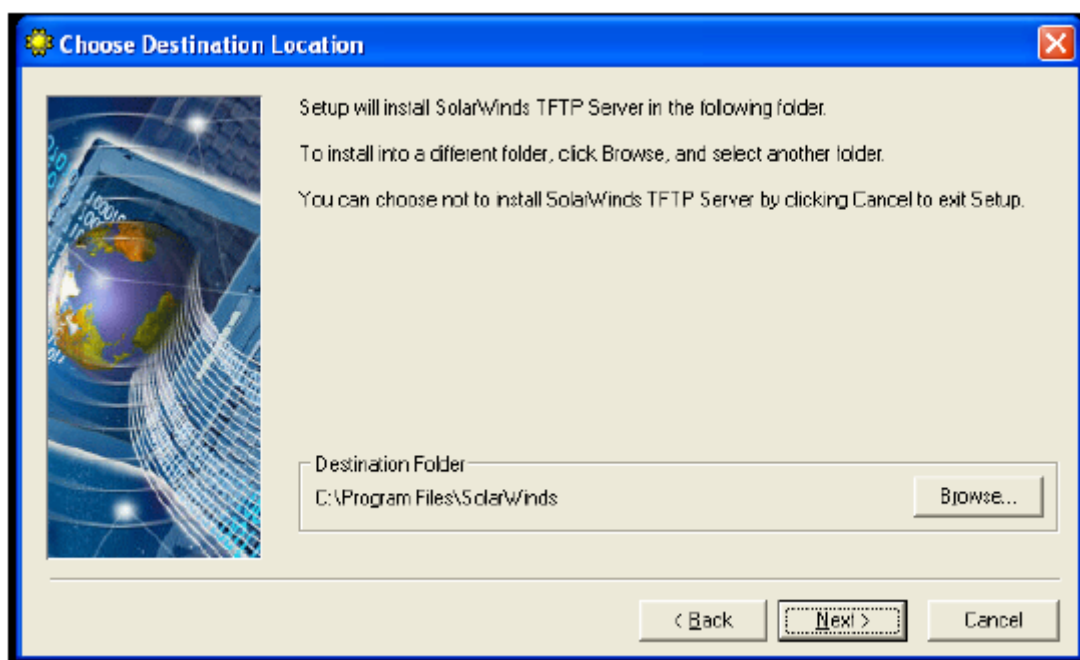 Choose Destination Location
Setup will install SolarWinds TFTP Server in the following folder.
To install into a different folder, click Browse, and select another folder.
You can choose not to install SolarWinds TFTP Server by clicking Cancel to exit Setup.
Destination Folder
C:\Program Files\SolarWinds
Browse...
< Back
Next >
Cancel